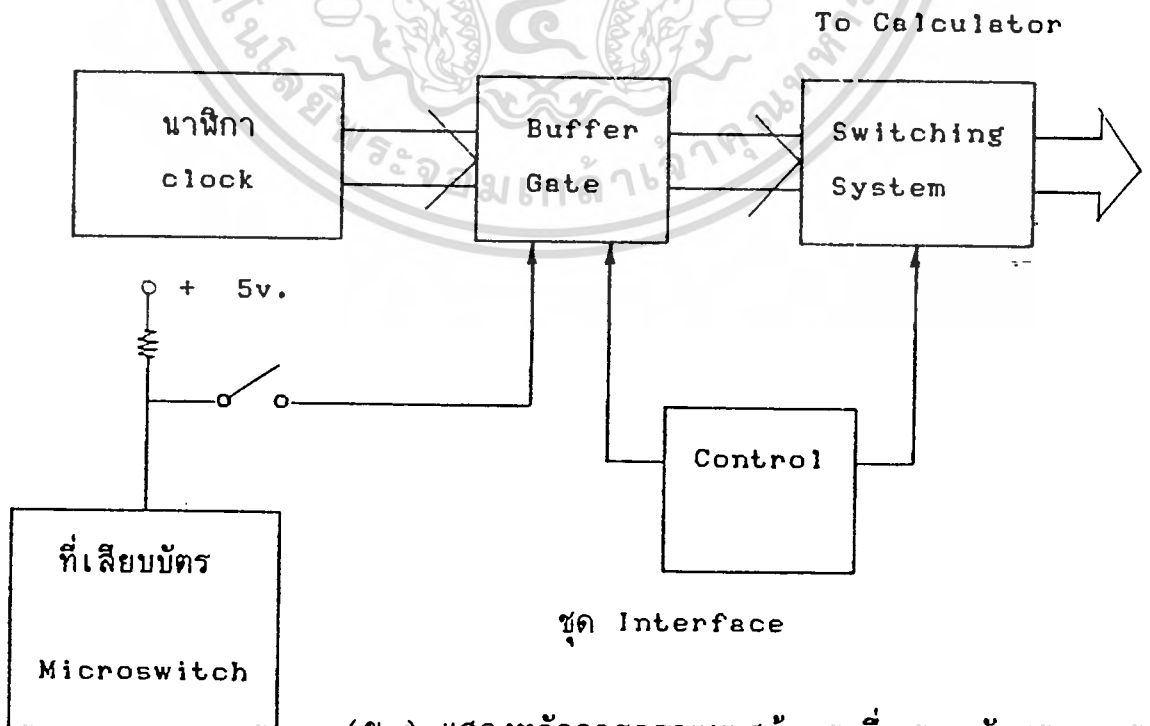 To Calculator
นาฬิกา
clock
Buffer
Gate
Switching
System
+ 5v.
Control
ที่เสียบบัตร
Microswitch
ชุด Interface